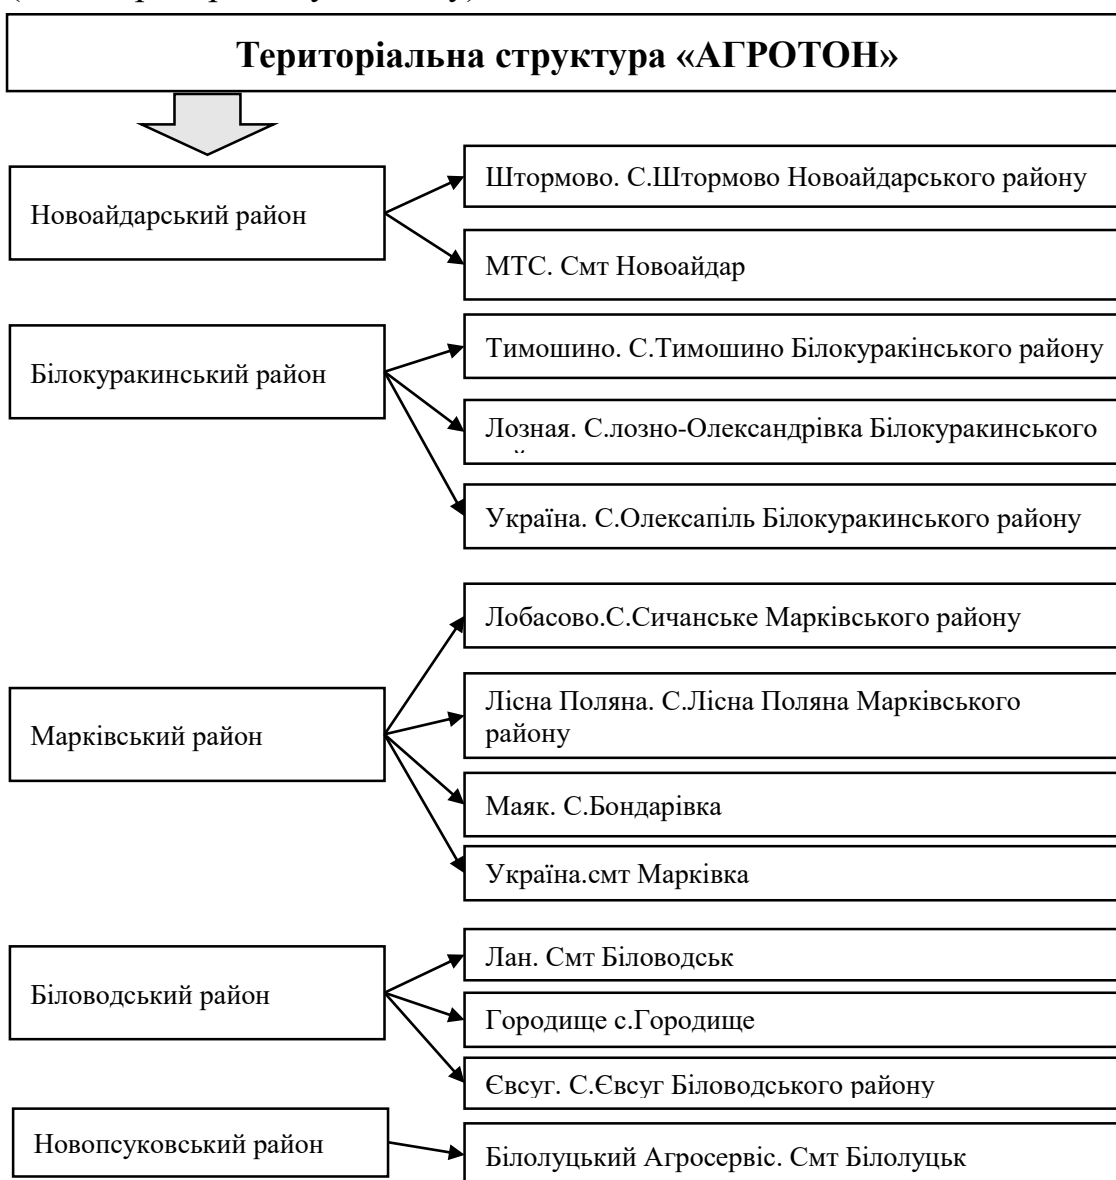 Територіальна структура «АГРОТОН»
Новоайдарський район
Штормово. С.Штормово Новоайдарського району
МТС. Смт Новоайдар
Білокуракинський район
Тимошино. С.Тимошино Білокуракінського району
Лозная. С.лозно-Олександрівка Білокуракинського
Україна. С.Олексапіль Білокуракинського району
Марківський район
Лобасово.С.Сичанське Марківського району
Лісна Поляна. С.Лісна Поляна Марківського
району
Маяк. С.Бондарівка
Україна.смт Марківка
Біловодський район
Лан. Смт Біловодськ
Городище с.Городище
Євсуг. С.Євсуг Біловодського району
Новопсуковський район
Білолуцький Агросервіс. Смт Білолуцьк